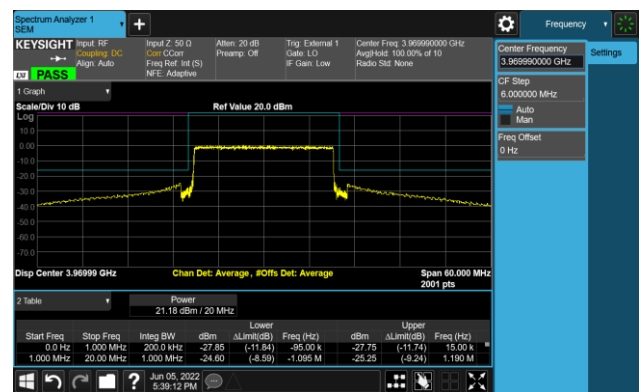 Spectrum Analyzer 1
SEM
Frequency
KEYSIGHT
Input: RF
Coupling: DC
Align: Auto
Input Z: 50 Ω
Corr CCorr
Freq Ref: Int (S)
NFE: Adaptive
Atten: 20 dB
Preamp: Off
Trig: External 1
Gate: LO
IF Gain: Low
Center Freq: 3.969990000 GHz
Avg|Hold: 100.00% of 10
Radio Std: None
PASS
Center Frequency
3.969990000 GHz
Settings
CF Step
6.000000 MHz
Auto
Man
Freq Offset
0 Hz
1 Graph
Scale/Div 10 dB
Ref Value 20.0 dBm
Log
10.0
0.00
-10.0
-20.0
-30.0
-40.0
-50.0
-60.0
-70.0
Disp Center 3.96999 GHz
Chan Det: Average , #Offs Det: Average
Span 60.000 MHz
2001 pts
2 Table
Power
21.18 dBm / 20 MHz
Lower Upper
Start Freq Stop Freq Integ BW dBm ΔLimit(dB) Freq (Hz) dBm ΔLimit(dB) Freq (Hz)
0.0 Hz 1.000 MHz 200.0 kHz -27.85 (-11.84) -95.00 k -27.75 (-11.74) 15.00 k
1.000 MHz 20.00 MHz 1.000 MHz -24.60 (-8.59) -1.095 M -25.25 (-9.24) 1.190 M
Jun 05, 2022
5:39:12 PM